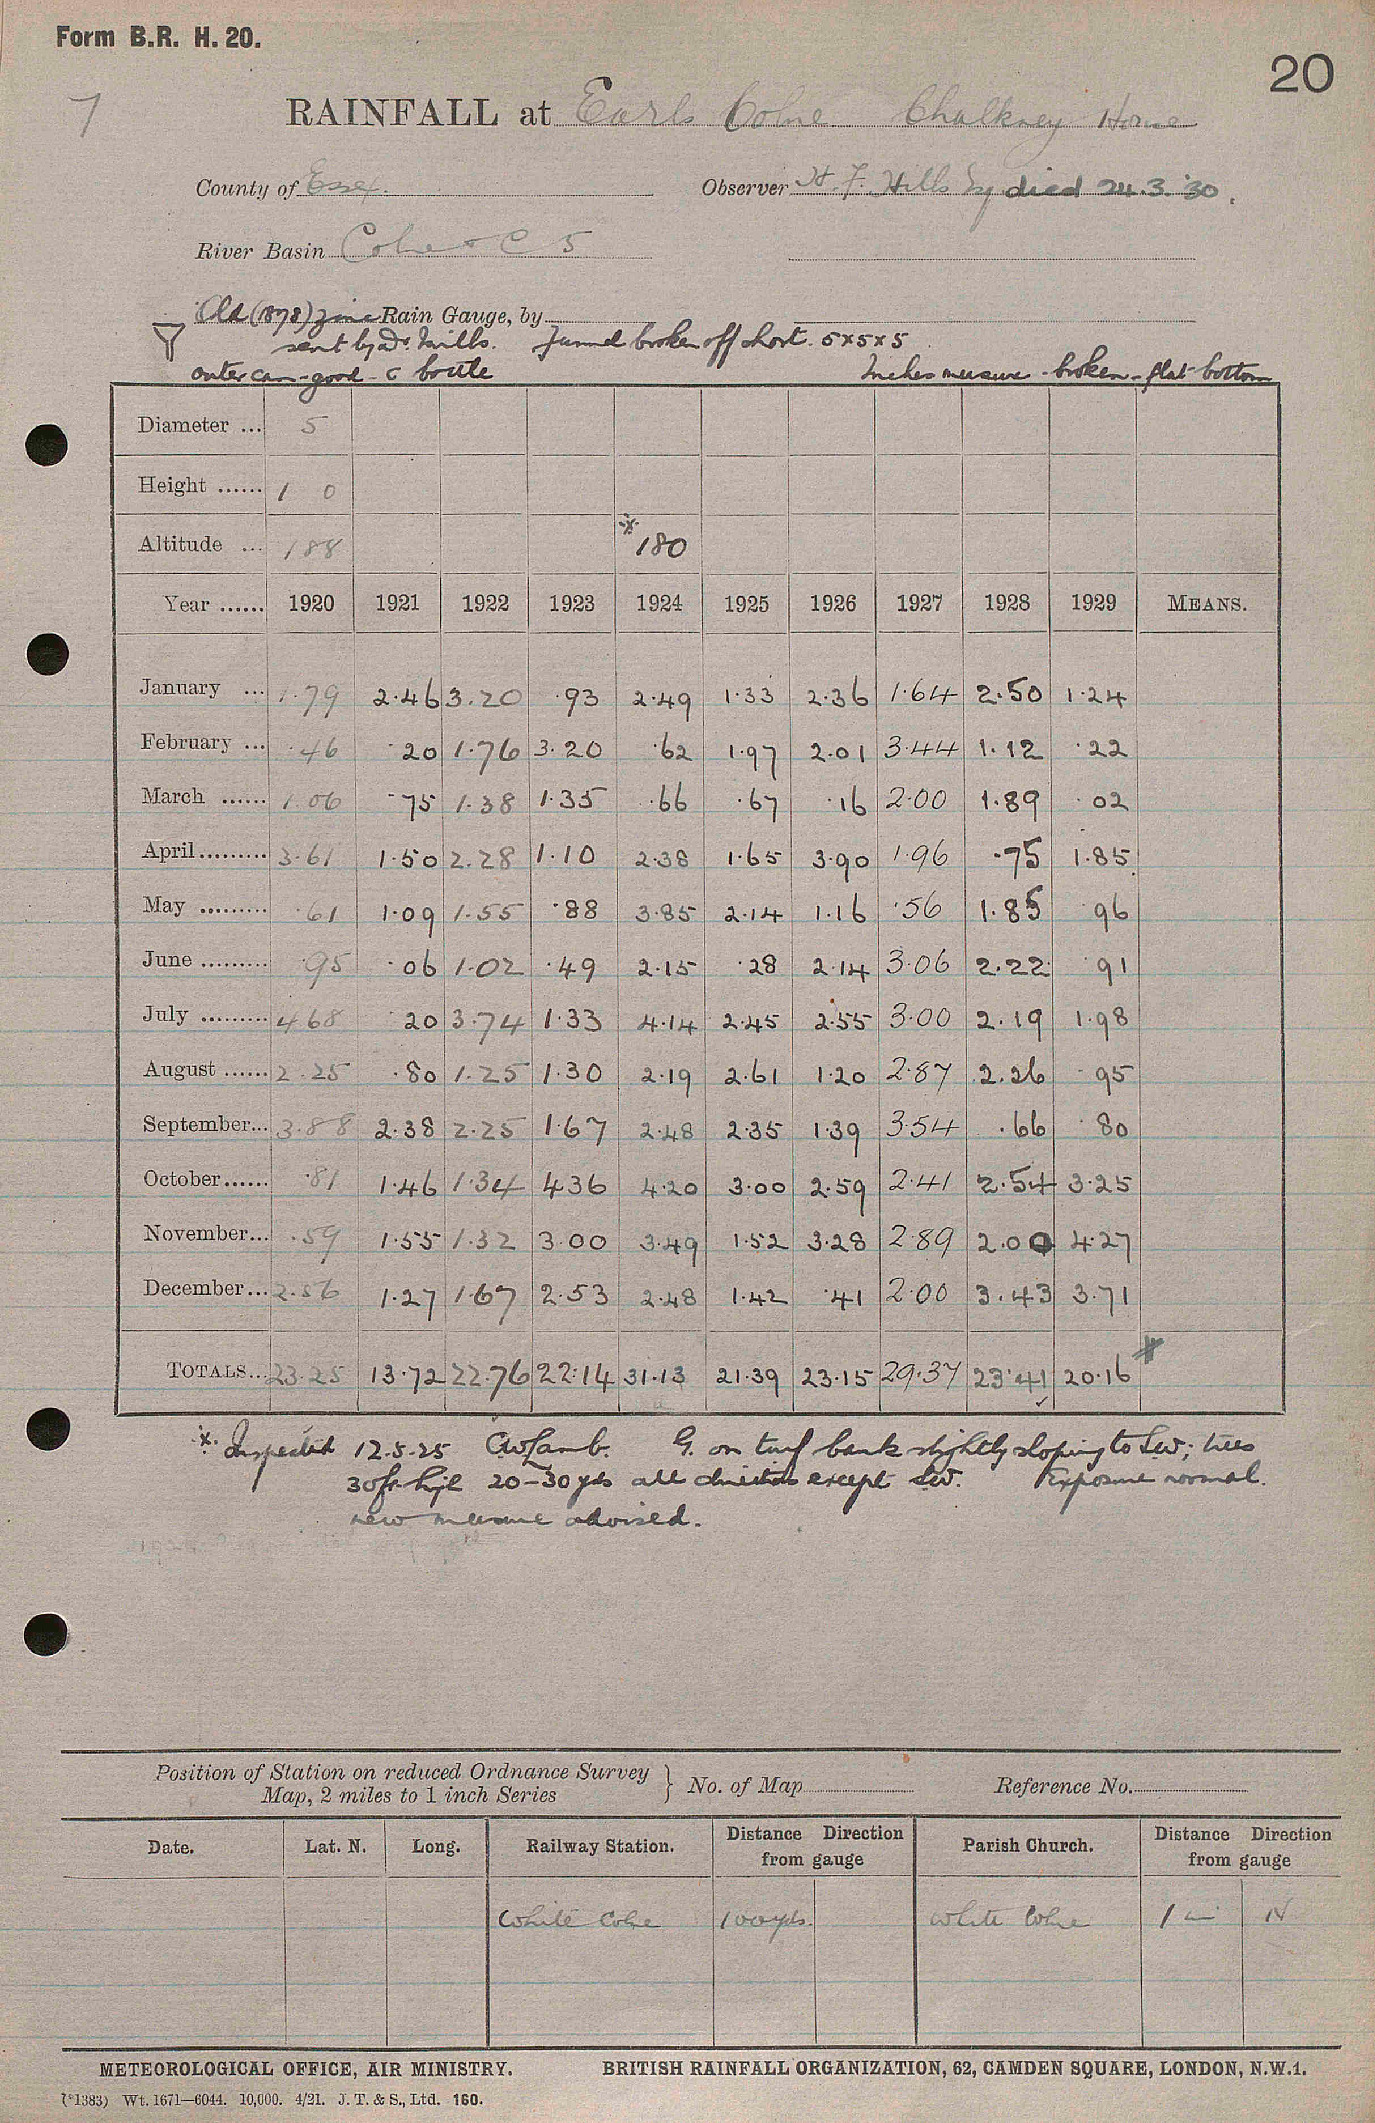 Form B.R. H. 20.
20
7
RAINFALL at Earls Colne Chalkney House
County of Essex. Observer H. F. Hills Esq died 24.3.'30.
River Basin Colne C 5
Old (1878) zinc Rain Gauge, by
sent by Dr Mills. Funnel broken off short. 5x5x5
outer can - good - c bottle Inches measure - broken - flat bottom
Diameter ... 5
Height ...... 1 0
Altitude ... 188 * 180
Year ...... 1920 1921 1922 1923 1924 1925 1926 1927 1928 1929 MEANS.
January ... 1.79 2.46 3.20 .93 2.49 1.33 2.36 1.64 2.50 1.24
February ... .46 .20 1.76 3.20 .62 1.97 2.01 3.44 1.12 .22
March ...... 1.06 .75 1.38 1.35 .66 .67 .16 2.00 1.89 .02
April ......... 3.61 1.50 2.28 1.10 2.38 1.65 3.90 1.96 .75 1.85
May ......... .61 1.09 1.55 .88 3.85 2.14 1.16 .56 1.85 .96
June ......... .95 .06 1.02 .49 2.15 .28 2.14 3.06 2.22 .91
July ......... 4.68 .20 3.74 1.33 4.14 2.45 2.55 3.00 2.19 1.98
August ...... 2.25 .80 1.25 1.30 2.19 2.61 1.20 2.87 2.26 .95
September... 3.88 2.38 2.25 1.67 2.48 2.35 1.39 3.54 .66 .80
October...... .81 1.46 1.34 4.36 4.20 3.00 2.59 2.41 2.54 3.25
November... .59 1.55 1.32 3.00 3.49 1.52 3.28 2.89 2.00 4.27
December... 2.56 1.27 1.67 2.53 2.48 1.42 .41 2.00 3.43 3.71
TOTALS... 23.25 13.72 22.76 22.14 31.13 21.39 23.15 29.37 23.41 20.16
* Inspected 12.5.25 CWLamb. G. on turf bank slightly sloping to SW; trees
30ft high 20-30 yds all directions except SW. Exposure normal.
new measure advised.
Position of Station on reduced Ordnance Survey
Map, 2 miles to 1 inch Series } No. of Map Reference No.
Date. Lat. N. Long. Railway Station. Distance Direction from gauge Parish Church. Distance Direction from gauge
White Colne 100 yds. White Colne 1 mi N
METEOROLOGICAL OFFICE, AIR MINISTRY. BRITISH RAINFALL ORGANIZATION, 62, CAMDEN SQUARE, LONDON, N.W.1.
(*1383) Wt. 1671—6044. 10,000. 4/21. J. T. & S., Ltd. 160.